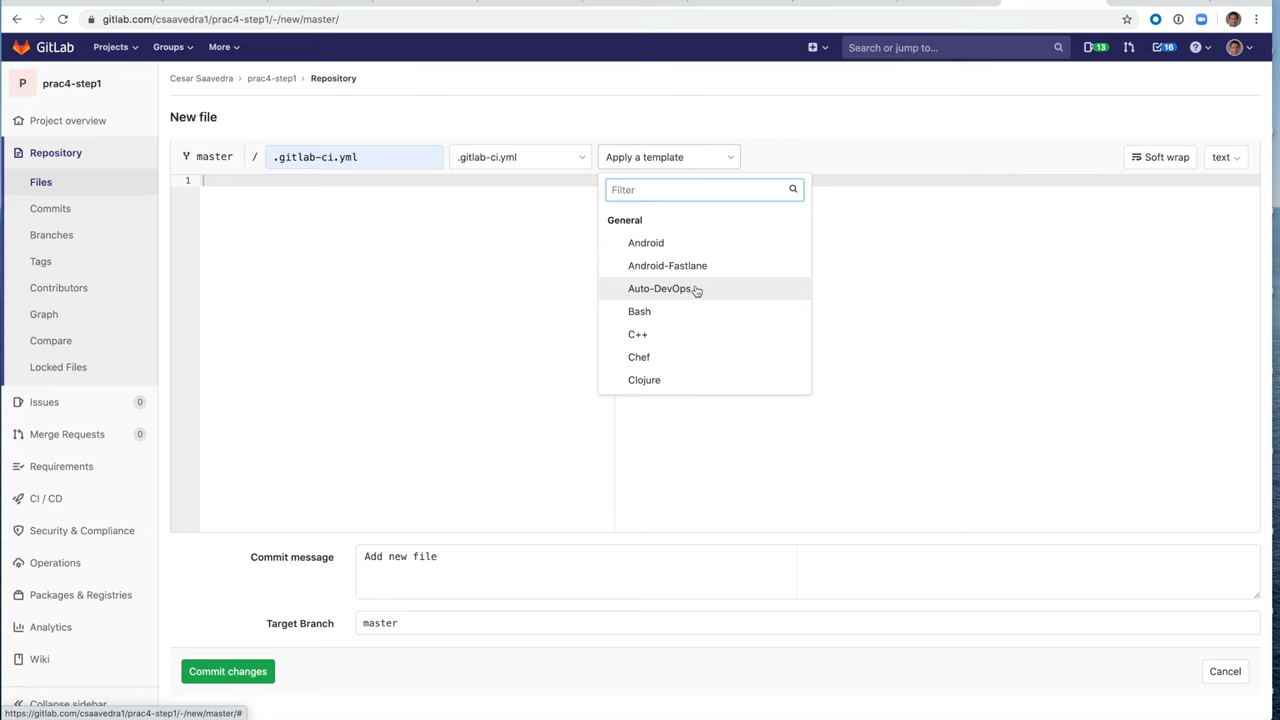 gitlab.com/csaavedra1/prac4-step1/-/new/master/
GitLab
Projects
Groups
More
Search or jump to...
13
16
P
prac4-step1
Project overview
Repository
Files
Commits
Branches
Tags
Contributors
Graph
Compare
Locked Files
Issues
0
Merge Requests
0
Requirements
CI / CD
Security & Compliance
Operations
Packages & Registries
Analytics
Wiki
Collapse sidebar
Cesar Saavedra > prac4-step1 > Repository
New file
master / .gitlab-ci.yml
.gitlab-ci.yml
Apply a template
Soft wrap
text
1
Filter
General
Android
Android-Fastlane
Auto-DevOps
Bash
C++
Chef
Clojure
Commit message
Add new file
Target Branch
master
Commit changes
Cancel
https://gitlab.com/csaavedra1/prac4-step1/-/new/master/#